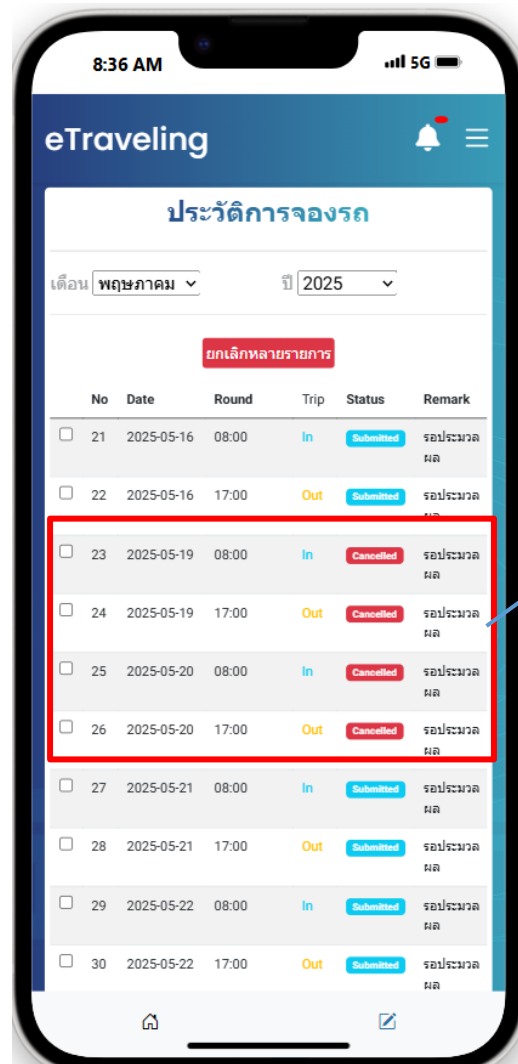 8:36 AM 5G
eTraveling
ประวัติการจองรถ
เดือน พฤษภาคม ปี 2025
ยกเลิกหลายรายการ
No Date Round Trip Status Remark
21 2025-05-16 08:00 In Submitted รอประมวล
ผล
22 2025-05-16 17:00 Out Submitted รอประมวล
ผล
23 2025-05-19 08:00 In Cancelled รอประมวล
ผล
24 2025-05-19 17:00 Out Cancelled รอประมวล
ผล
25 2025-05-20 08:00 In Cancelled รอประมวล
ผล
26 2025-05-20 17:00 Out Cancelled รอประมวล
ผล
27 2025-05-21 08:00 In Submitted รอประมวล
ผล
28 2025-05-21 17:00 Out Submitted รอประมวล
ผล
29 2025-05-22 08:00 In Submitted รอประมวล
ผล
30 2025-05-22 17:00 Out Submitted รอประมวล
ผล